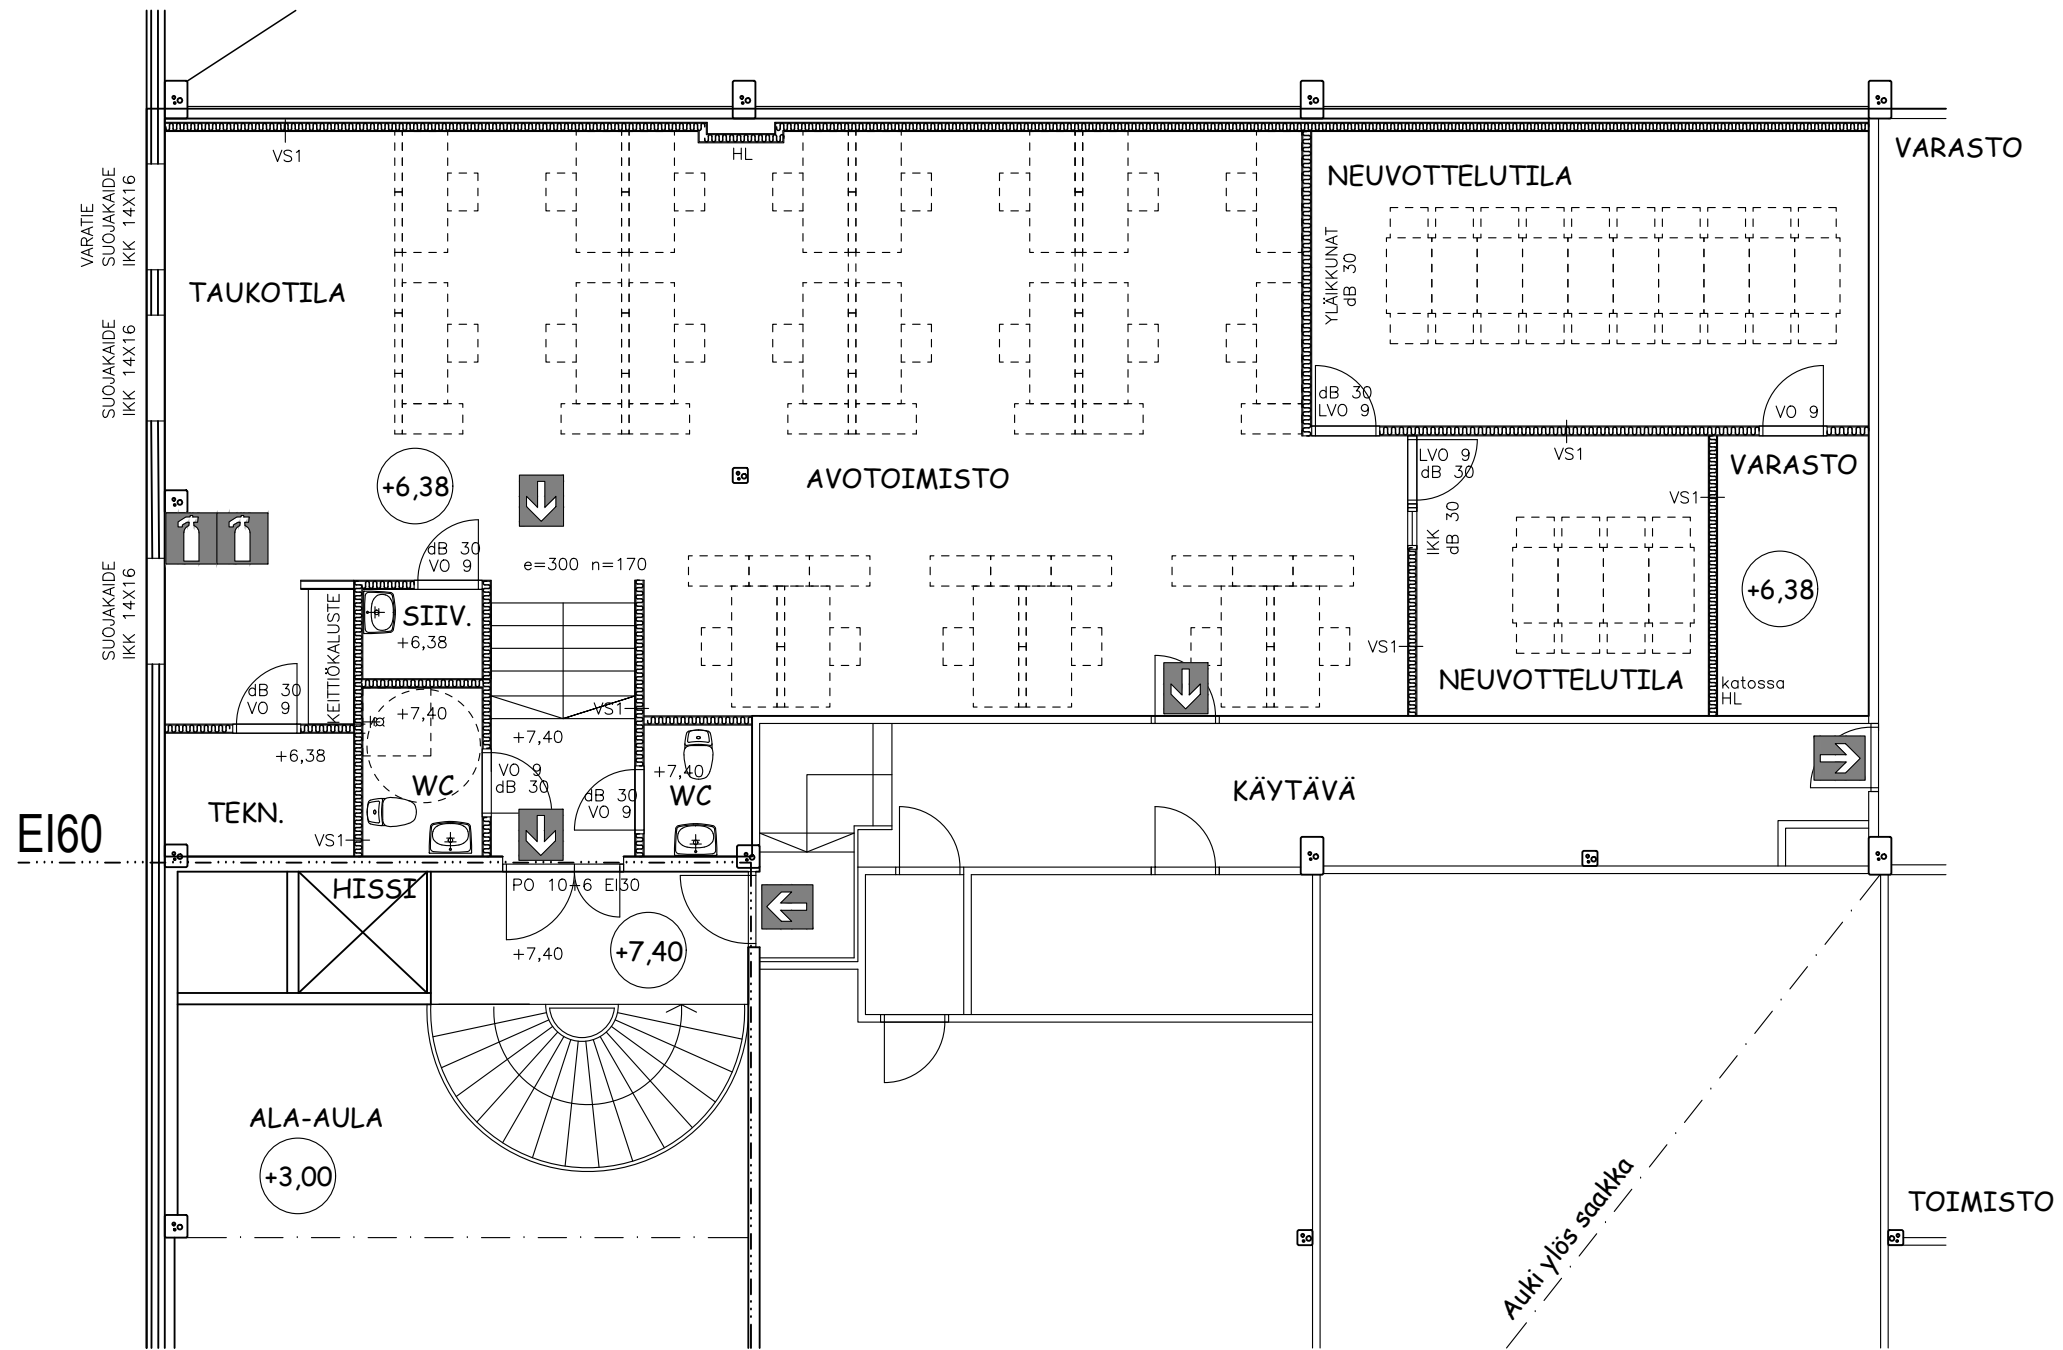 VARASTO
VS1
HL
NEUVOTTELUTILA
VARATIE
SUOJAKAIDE
IKK 14X16
YLÄIKKUNAT
dB 30
TAUKOTILA
SUOJAKAIDE
IKK 14X16
dB 30
LVO 9
VO 9
+6,38
AVOTOIMISTO
LVO 9
dB 30
VS1
VARASTO
VS1
IKK
dB 30
dB 30
VO 9
e=300 n=170
SUOJAKAIDE
IKK 14X16
KEITTIÖKALUSTE
SIIV.
+6,38
+6,38
VS1
NEUVOTTELUTILA
katossa
HL
dB 30
VO 9
+7,40
VS1
+6,38
+7,40
VO 9
dB 30
+7,40
WC
WC
dB 30
VO 9
KÄYTÄVÄ
TEKN.
VS1
EI60
HISSI
PO 10+6 EI30
+7,40
+7,40
ALA-AULA
+3,00
Auki ylös saakka
TOIMISTO